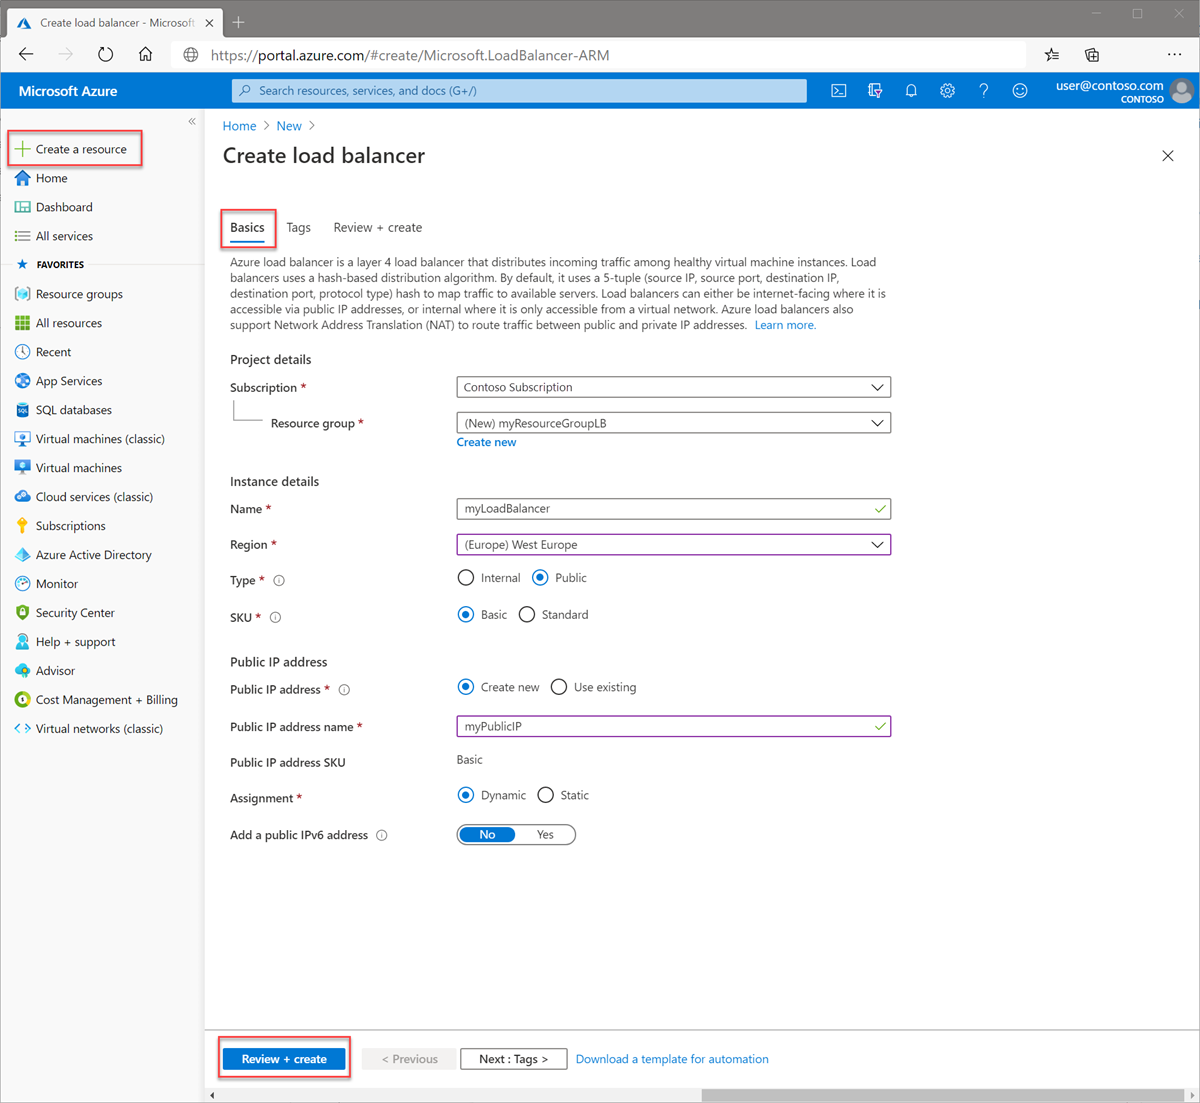 Create load balancer - Microsoft
https://portal.azure.com/#create/Microsoft.LoadBalancer-ARM
Microsoft Azure
Search resources, services, and docs (G+/)
user@contoso.com
CONTOSO
Create a resource
Home
Dashboard
All services
FAVORITES
Resource groups
All resources
Recent
App Services
SQL databases
Virtual machines (classic)
Virtual machines
Cloud services (classic)
Subscriptions
Azure Active Directory
Monitor
Security Center
Help + support
Advisor
Cost Management + Billing
Virtual networks (classic)
Home > New >
Create load balancer
Basics Tags Review + create
Azure load balancer is a layer 4 load balancer that distributes incoming traffic among healthy virtual machine instances. Load
balancers uses a hash-based distribution algorithm. By default, it uses a 5-tuple (source IP, source port, destination IP,
destination port, protocol type) hash to map traffic to available servers. Load balancers can either be internet-facing where it is
accessible via public IP addresses, or internal where it is only accessible from a virtual network. Azure load balancers also
support Network Address Translation (NAT) to route traffic between public and private IP addresses. Learn more.
Project details
Subscription * Contoso Subscription
Resource group * (New) myResourceGroupLB
Create new
Instance details
Name * myLoadBalancer
Region * (Europe) West Europe
Type * Internal Public
SKU * Basic Standard
Public IP address
Public IP address * Create new Use existing
Public IP address name * myPublicIP
Public IP address SKU Basic
Assignment * Dynamic Static
Add a public IPv6 address No Yes
Review + create < Previous Next : Tags > Download a template for automation